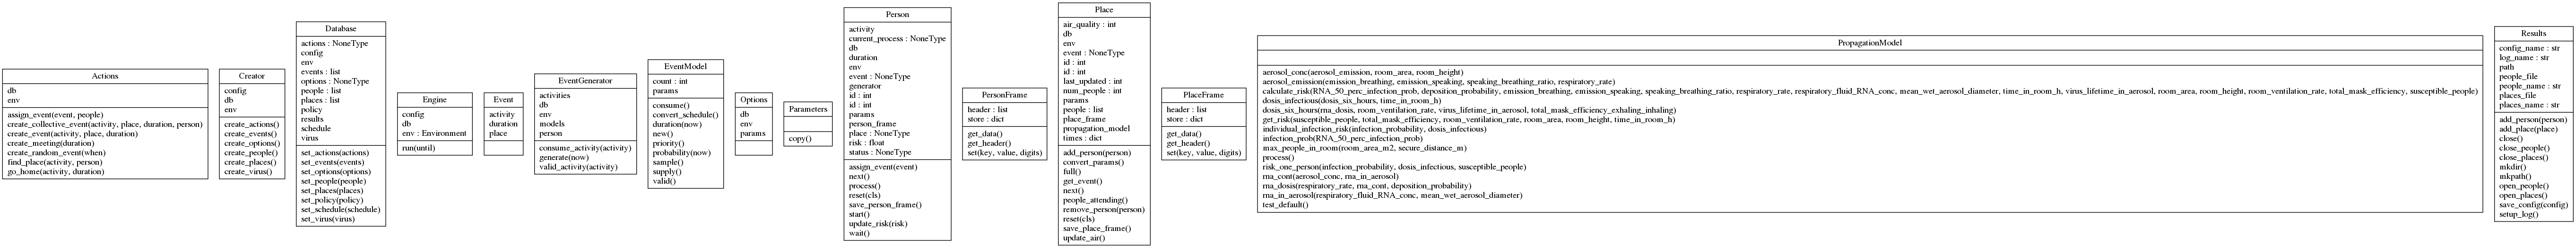 Actions
db
env
assign_event(event, people)
create_collective_event(activity, place, duration, person)
create_event(activity, place, duration)
create_meeting(duration)
create_random_event(when)
find_place(activity, person)
go_home(activity, duration)
Creator
config
db
env
create_actions()
create_events()
create_options()
create_people()
create_places()
create_virus()
Database
actions : NoneType
config
env
events : list
options : NoneType
people : list
places : list
policy
results
schedule
virus
set_actions(actions)
set_events(events)
set_options(options)
set_people(people)
set_places(places)
set_policy(policy)
set_schedule(schedule)
set_virus(virus)
Engine
config
db
env : Environment
run(until)
Event
activity
duration
place
EventGenerator
activities
db
env
models
person
consume_activity(activity)
generate(now)
valid_activity(activity)
EventModel
count : int
params
consume()
convert_schedule()
duration(now)
new()
priority()
probability(now)
sample()
supply()
valid()
Options
db
env
params
Parameters
copy()
Person
activity
current_process : NoneType
db
duration
env
event : NoneType
generator
id : int
id : int
params
person_frame
place : NoneType
risk : float
status : NoneType
assign_event(event)
next()
process()
reset(cls)
save_person_frame()
start()
update_risk(risk)
wait()
PersonFrame
header : list
store : dict
get_data()
get_header()
set(key, value, digits)
Place
air_quality : int
db
env
event : NoneType
id : int
id : int
last_updated : int
num_people : int
params
people : list
place_frame
propagation_model
times : dict
add_person(person)
convert_params()
full()
get_event()
next()
people_attending()
remove_person(person)
reset(cls)
save_place_frame()
update_air()
PlaceFrame
header : list
store : dict
get_data()
get_header()
set(key, value, digits)
PropagationModel
aerosol_conc(aerosol_emission, room_area, room_height)
aerosol_emission(emission_breathing, emission_speaking, speaking_breathing_ratio, respiratory_rate)
calculate_risk(RNA_50_perc_infection_prob, deposition_probability, emission_breathing, emission_speaking, speaking_breathing_ratio, respiratory_rate, respiratory_fluid_RNA_conc, mean_wet_aerosol_diameter, time_in_room_h, virus_lifetime_in_aerosol, room_area, room_height, room_ventilation_rate, total_mask_efficiency, susceptible_people)
dosis_infectious(dosis_six_hours, time_in_room_h)
dosis_six_hours(rna_dosis, room_ventilation_rate, virus_lifetime_in_aerosol, total_mask_efficiency_exhaling_inhaling)
get_risk(susceptible_people, total_mask_efficiency, room_ventilation_rate, room_area, room_height, time_in_room_h)
individual_infection_risk(infection_probability, dosis_infectious)
infection_prob(RNA_50_perc_infection_prob)
max_people_in_room(room_area_m2, secure_distance_m)
process()
risk_one_person(infection_probability, dosis_infectious, susceptible_people)
rna_cont(aerosol_conc, rna_in_aerosol)
rna_dosis(respiratory_rate, rna_cont, deposition_probability)
rna_in_aerosol(respiratory_fluid_RNA_conc, mean_wet_aerosol_diameter)
test_default()
Results
config_name : str
log_name : str
path
people_file
people_name : str
places_file
places_name : str
add_person(person)
add_place(place)
close()
close_people()
close_places()
mkdir()
mkpath()
open_people()
open_places()
save_config(config)
setup_log()